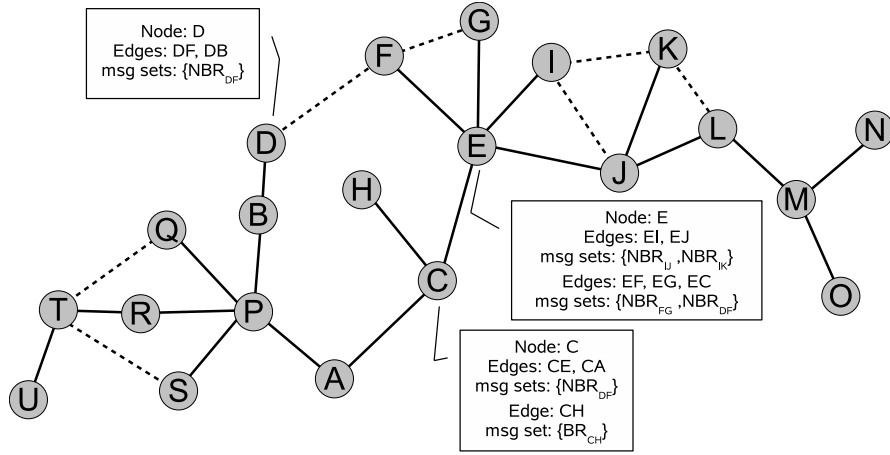 Node: D
Edges: DF, DB
msg sets: {NBR_DF}
G
F
I
K
D
E
L
N
J
H
B
M
Q
C
O
T
R
P
A
S
U
Node: E
Edges: EI, EJ
msg sets: {NBR_IJ ,NBR_IK}
Edges: EF, EG, EC
msg sets: {NBR_FG ,NBR_DF}
Node: C
Edges: CE, CA
msg sets: {NBR_DF}
Edge: CH
msg set: {BR_CH}